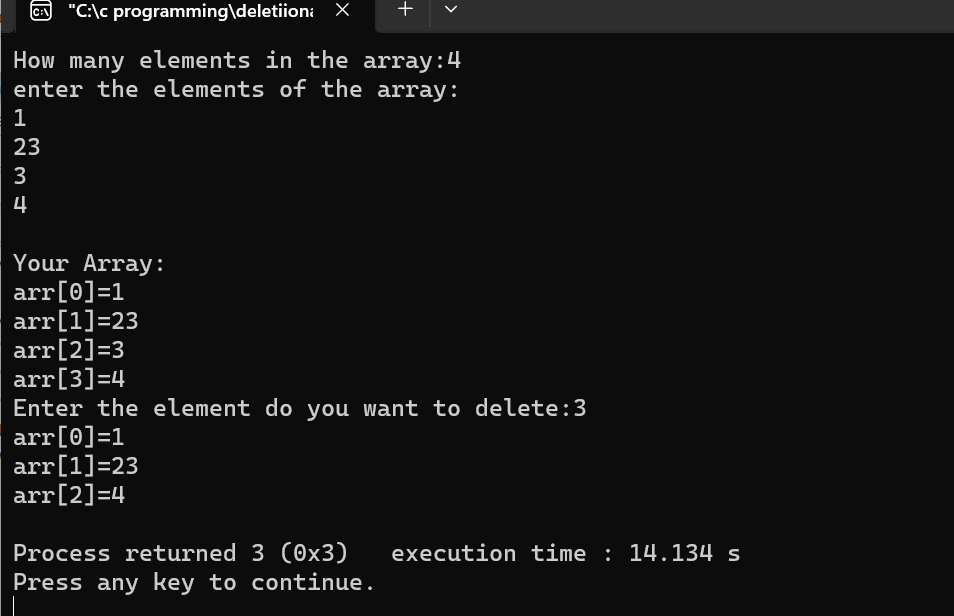 "C:\c programming\deletiiona
How many elements in the array:4
enter the elements of the array:
1
23
3
4
Your Array:
arr[0]=1
arr[1]=23
arr[2]=3
arr[3]=4
Enter the element do you want to delete:3
arr[0]=1
arr[1]=23
arr[2]=4
Process returned 3 (0x3)   execution time : 14.134 s
Press any key to continue.